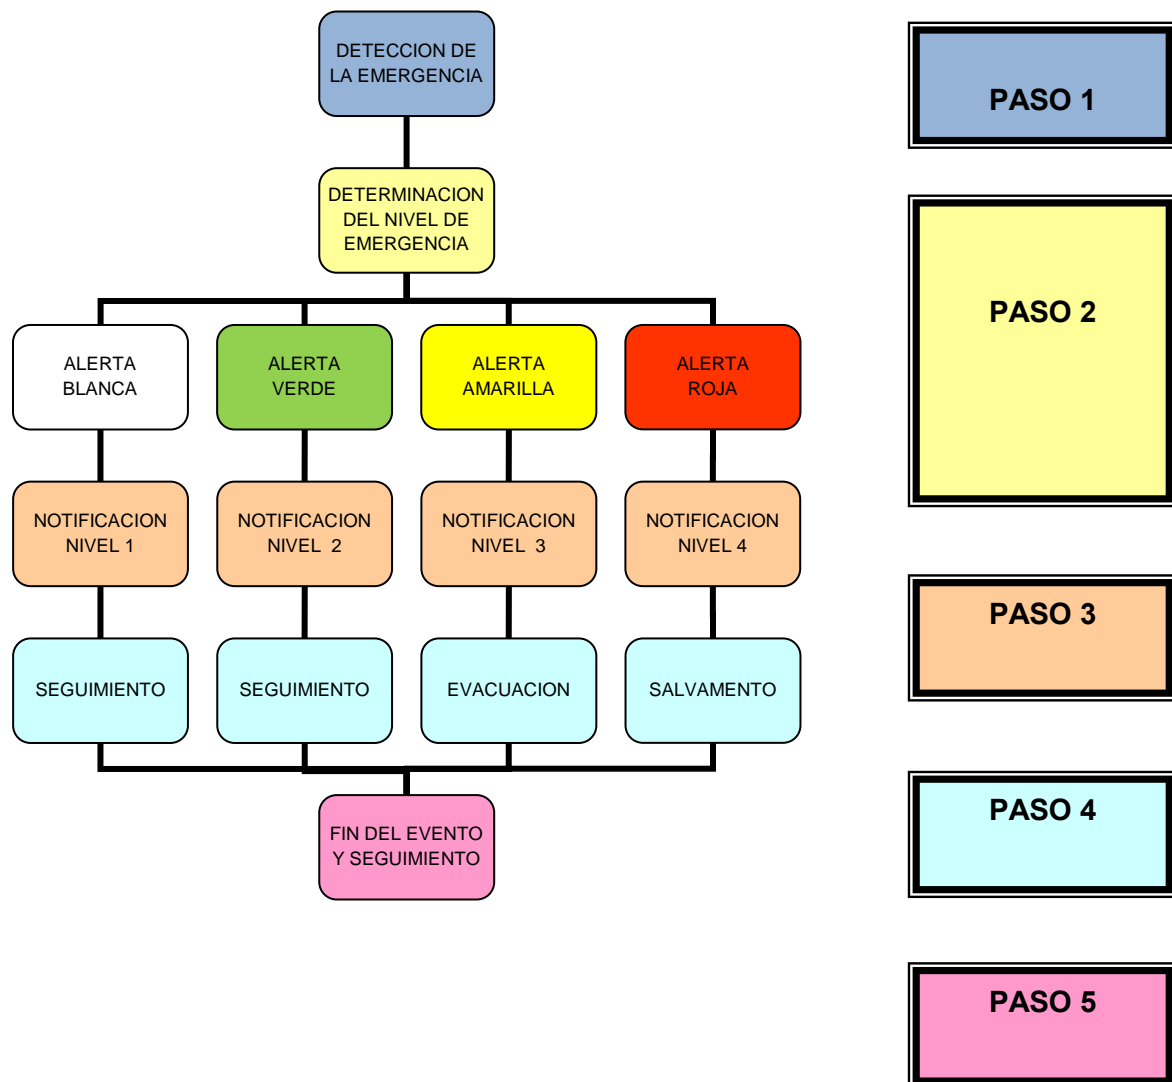 DETECCION DE
LA EMERGENCIA
PASO 1
DETERMINACION
DEL NIVEL DE
EMERGENCIA
PASO 2
ALERTA
BLANCA
ALERTA
VERDE
ALERTA
AMARILLA
ALERTA
ROJA
NOTIFICACION
NIVEL 1
NOTIFICACION
NIVEL 2
NOTIFICACION
NIVEL 3
NOTIFICACION
NIVEL 4
PASO 3
SEGUIMIENTO
SEGUIMIENTO
EVACUACION
SALVAMENTO
PASO 4
FIN DEL EVENTO
Y SEGUIMIENTO
PASO 5